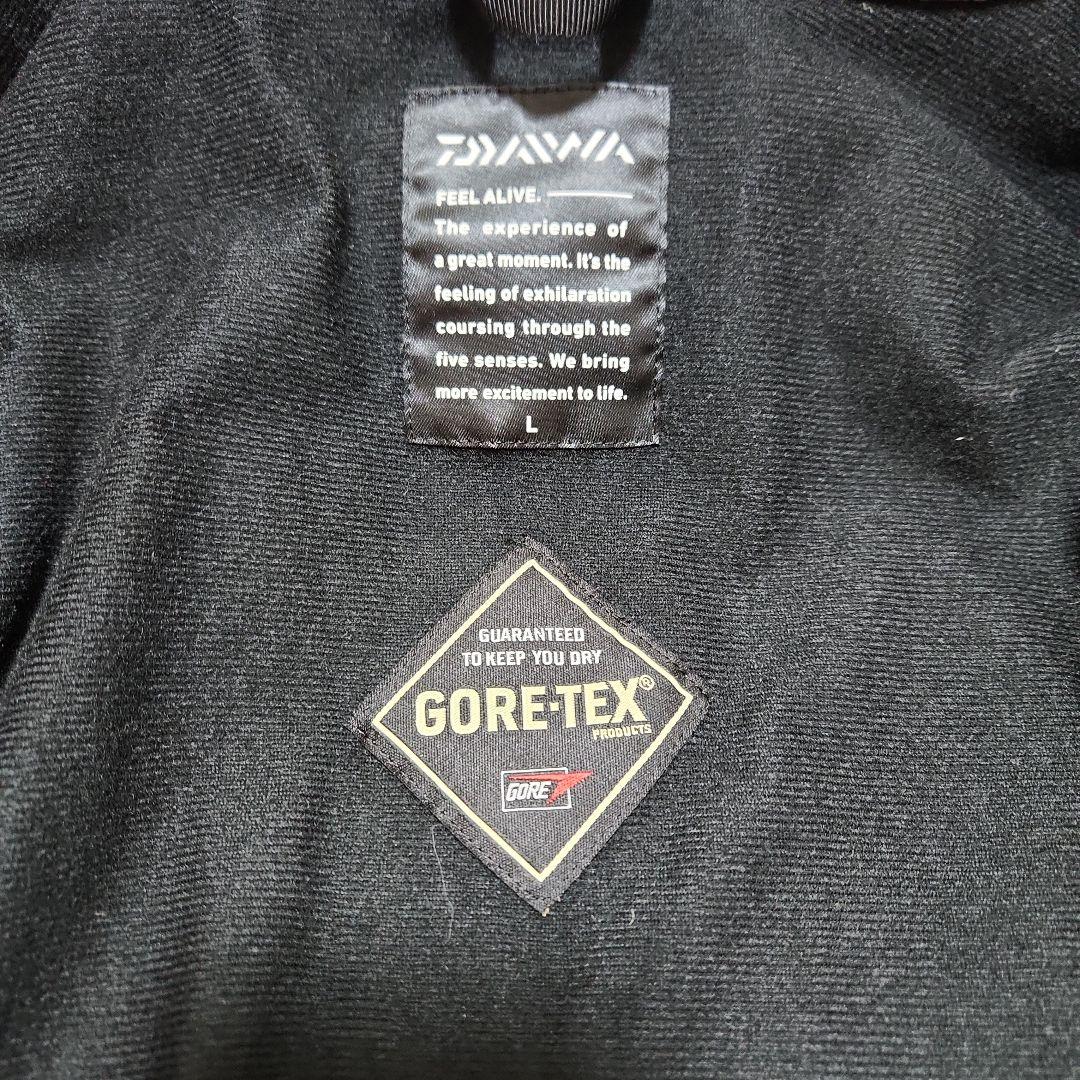 DAIWA
FEEL ALIVE.
The experience of
a great moment. It's the
feeling of exhilaration
coursing through the
five senses. We bring
more excitement to life.
L
GUARANTEED
TO KEEP YOU DRY
GORE-TEX®
PRODUCTS
GORE